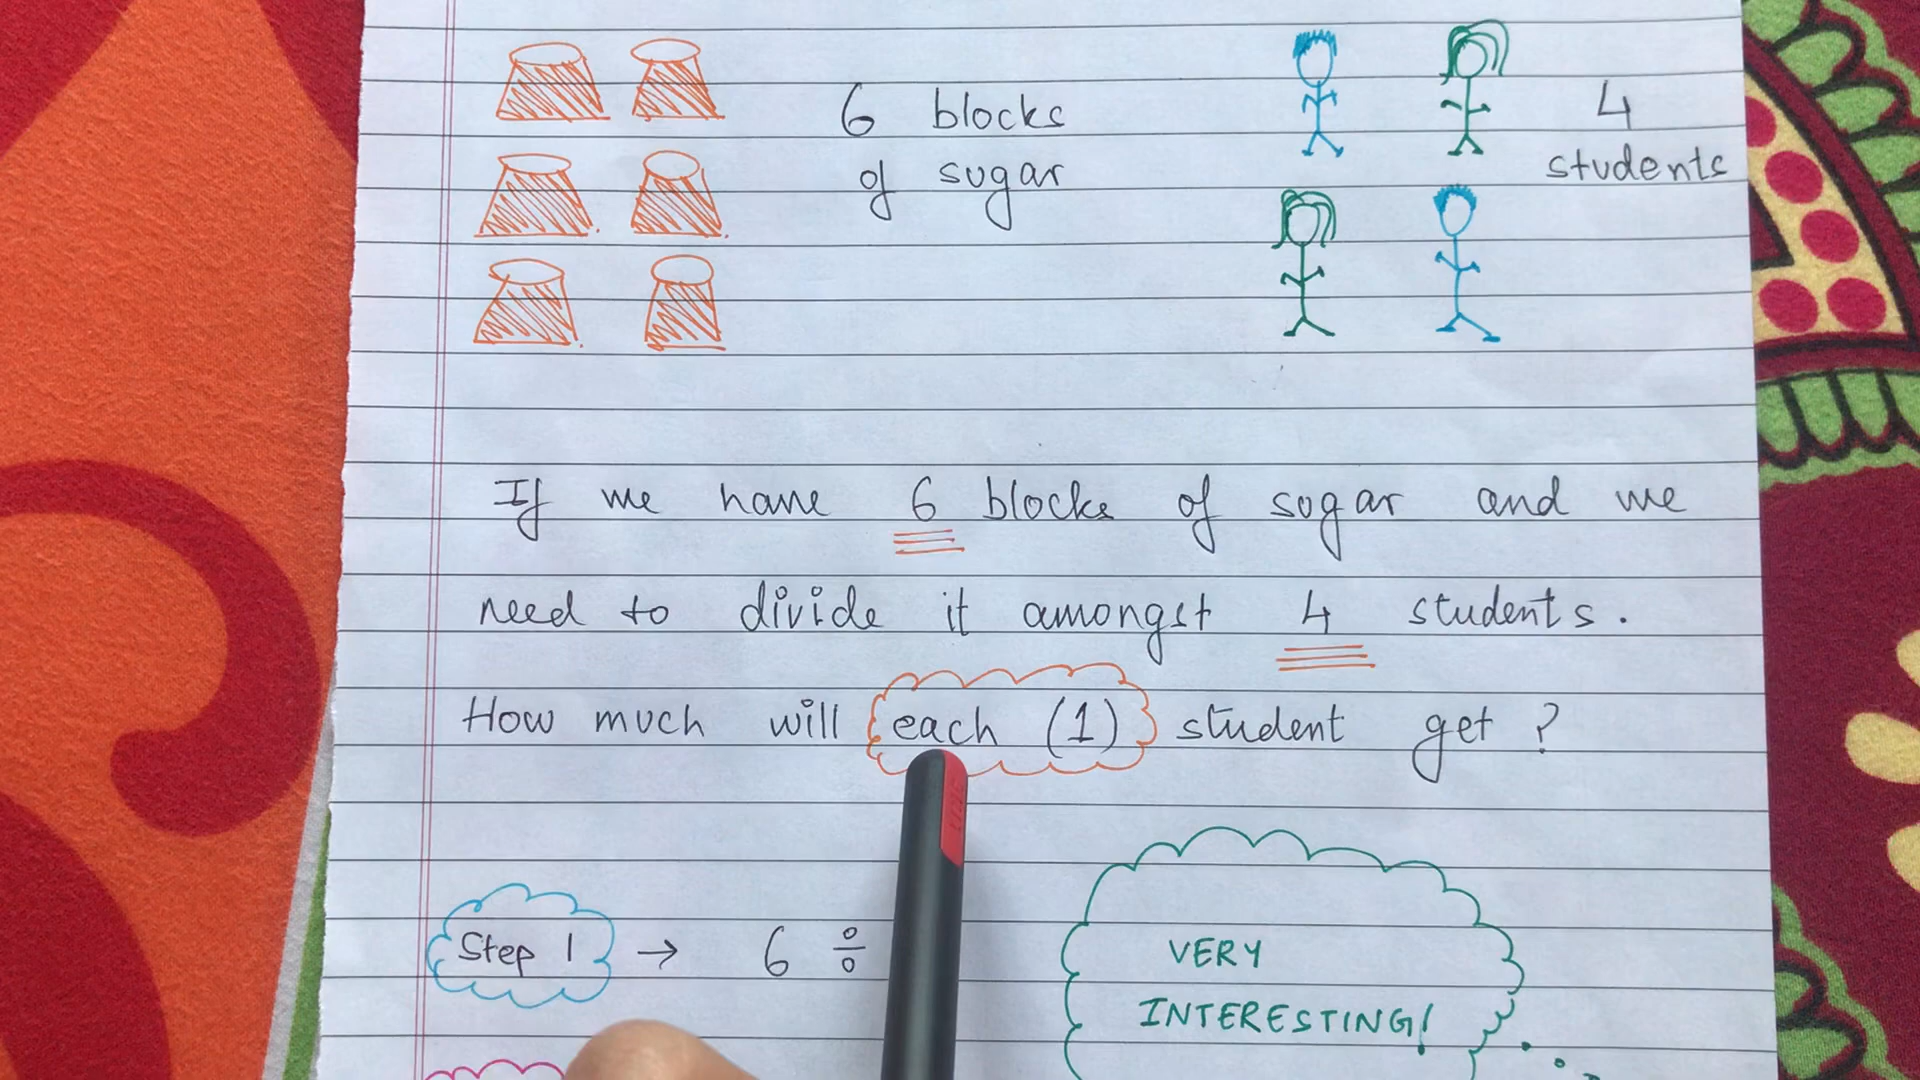 6 blocks
of sugar
4
students
If we have 6 blocks of sugar and we
need to divide it amongst 4 students.
How much will each (1) student get ?
Step 1 → 6 ÷
VERY
INTERESTING!